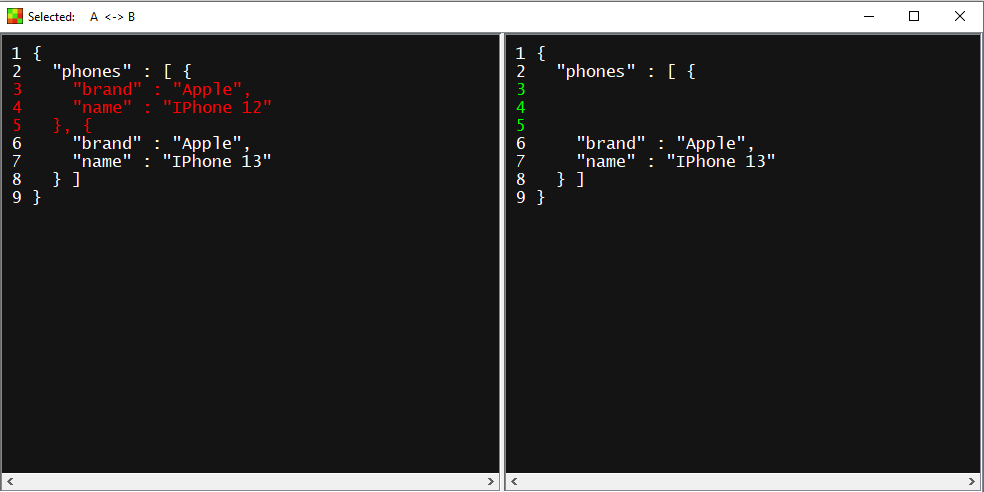 Selected: A <-> B
1 {
2   "phones" : [ {
3     "brand" : "Apple",
4     "name" : "IPhone 12"
5   }, {
6     "brand" : "Apple",
7     "name" : "IPhone 13"
8   } ]
9 }
1 {
2   "phones" : [ {
3
4
5
6     "brand" : "Apple",
7     "name" : "IPhone 13"
8   } ]
9 }